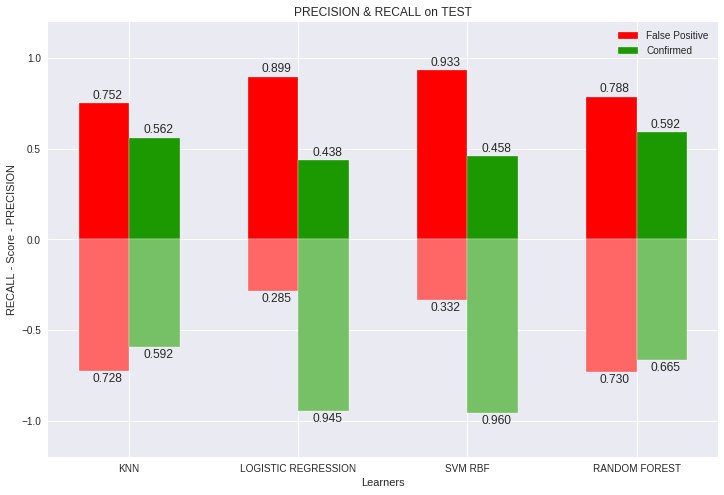 PRECISION & RECALL on TEST
False Positive
Confirmed
RECALL - Score - PRECISION
1.0
0.5
0.0
−0.5
−1.0
0.752
0.562
0.899
0.438
0.933
0.458
0.788
0.592
0.728
0.592
0.285
0.945
0.332
0.960
0.730
0.665
KNN
LOGISTIC REGRESSION
SVM RBF
RANDOM FOREST
Learners